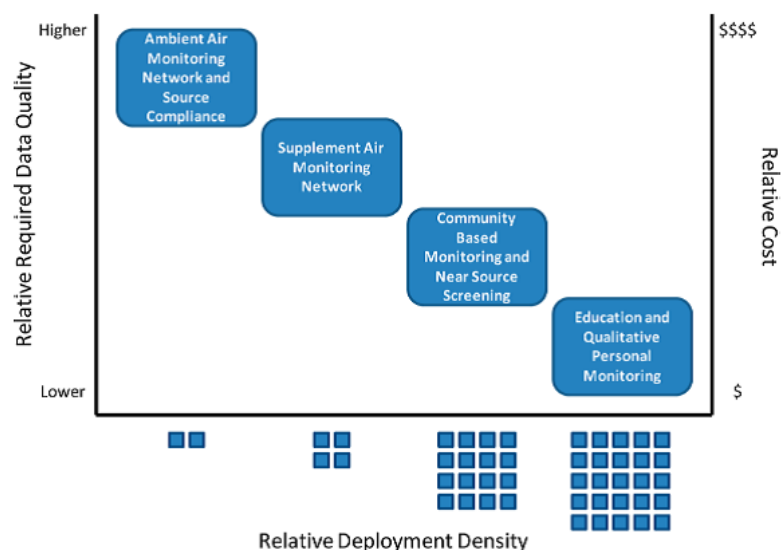 Higher
$$$$
Ambient Air
Monitoring
Network and
Source
Compliance
Supplement Air
Monitoring
Network
Community
Based
Monitoring and
Near Source
Screening
Education and
Qualitative
Personal
Monitoring
Lower
$
Relative Required Data Quality
Relative Cost
Relative Deployment Density